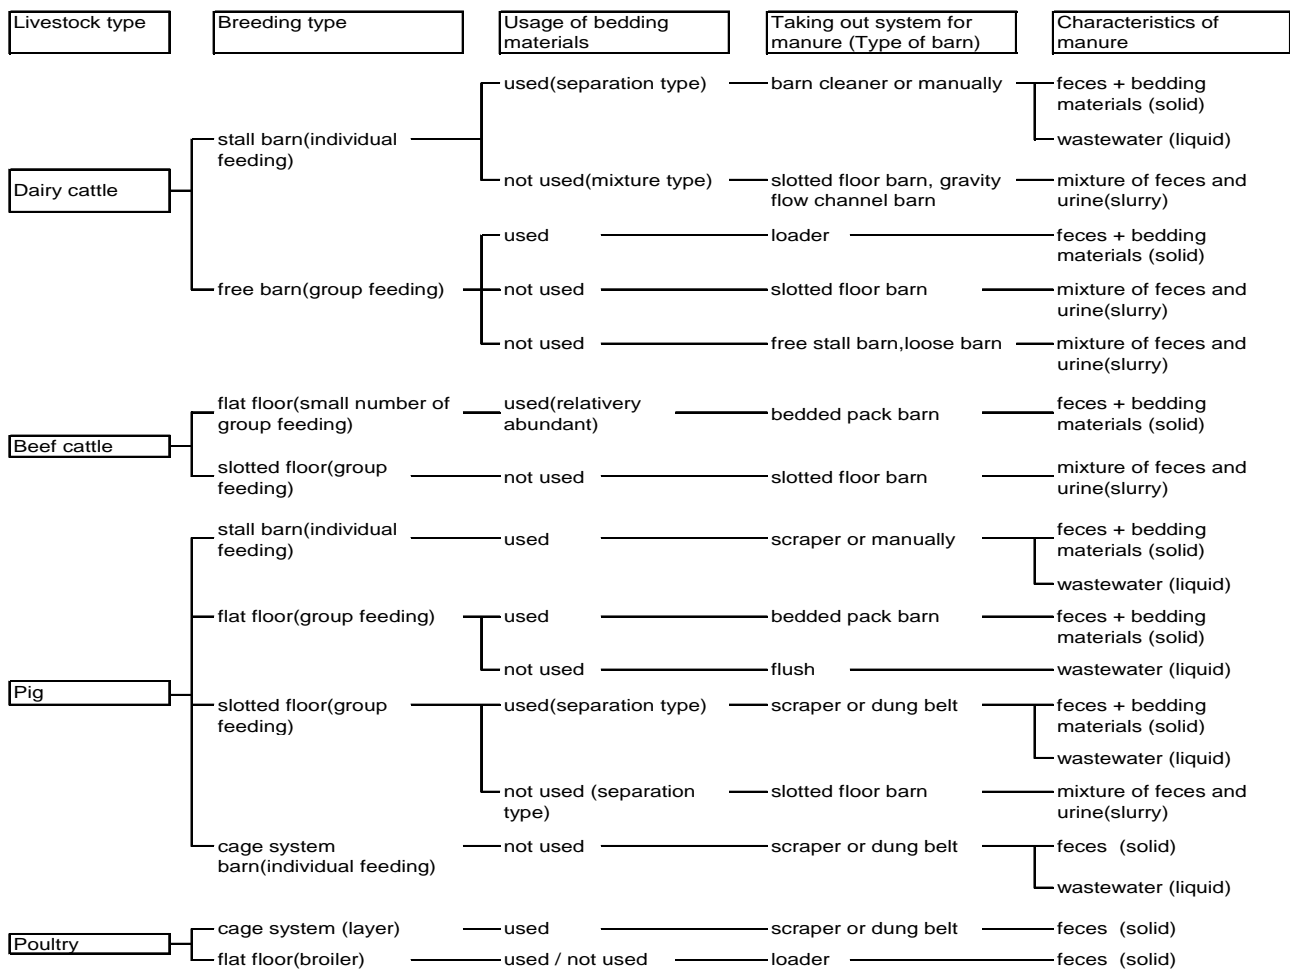 Livestock type
Breeding type
Usage of bedding
materials
Taking out system for
manure (Type of barn)
Characteristics of
manure
Dairy cattle
stall barn(individual
feeding)
used(separation type)
barn cleaner or manually
feces + bedding
materials (solid)
wastewater (liquid)
not used(mixture type)
slotted floor barn, gravity
flow channel barn
mixture of feces and
urine(slurry)
free barn(group feeding)
used
loader
feces + bedding
materials (solid)
not used
slotted floor barn
mixture of feces and
urine(slurry)
not used
free stall barn,loose barn
mixture of feces and
urine(slurry)
Beef cattle
flat floor(small number of
group feeding)
used(relativery
abundant)
bedded pack barn
feces + bedding
materials (solid)
slotted floor(group
feeding)
not used
slotted floor barn
mixture of feces and
urine(slurry)
Pig
stall barn(individual
feeding)
used
scraper or manually
feces + bedding
materials (solid)
wastewater (liquid)
flat floor(group feeding)
used
bedded pack barn
feces + bedding
materials (solid)
not used
flush
wastewater (liquid)
slotted floor(group
feeding)
used(separation type)
scraper or dung belt
feces + bedding
materials (solid)
wastewater (liquid)
not used (separation
type)
slotted floor barn
mixture of feces and
urine(slurry)
cage system
barn(individual feeding)
not used
scraper or dung belt
feces (solid)
wastewater (liquid)
Poultry
cage system (layer)
used
scraper or dung belt
feces (solid)
flat floor(broiler)
used / not used
loader
feces (solid)